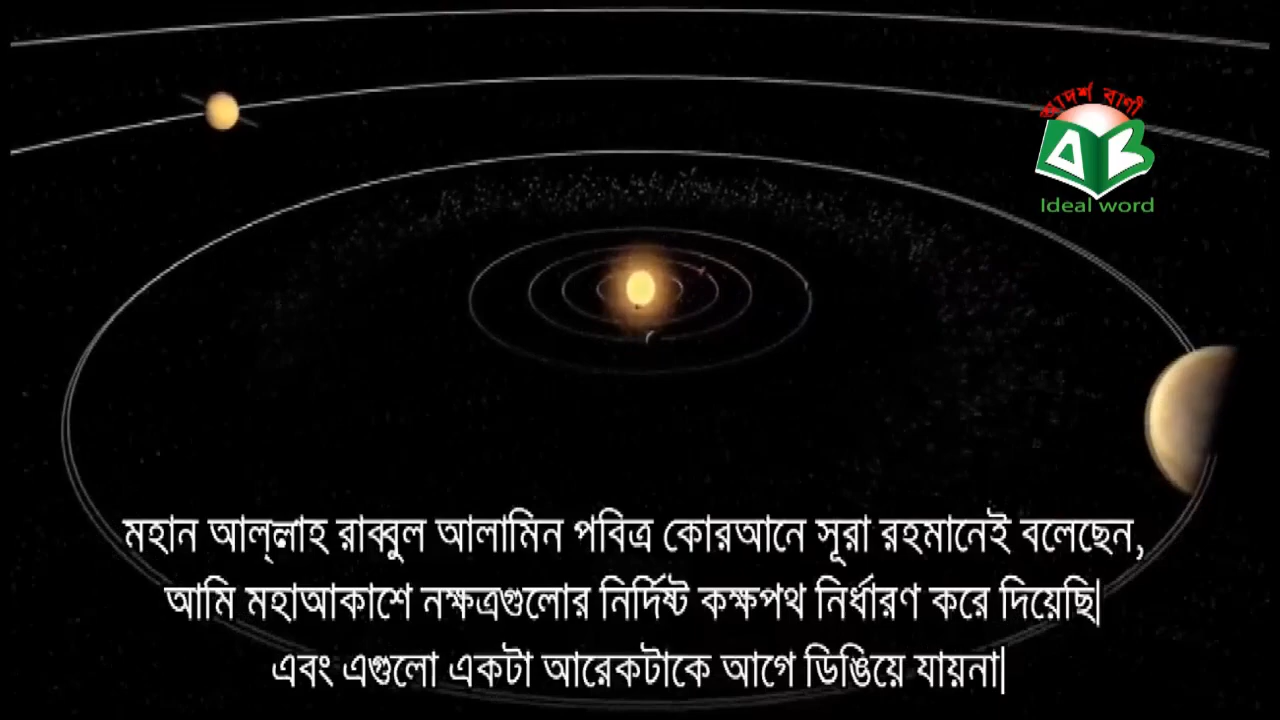 আদর্শ বাণী
AB
Ideal word
মহান আল্লাহ রাব্বুল আলামিন পবিত্র কোরআনে সূরা রহমানেই বলেছেন,
আমি মহাআকাশে নক্ষত্রগুলোর নির্দিষ্ট কক্ষপথ নির্ধারণ করে দিয়েছি|
এবং এগুলো একটা আরেকটাকে আগে ডিঙিয়ে যায়না|